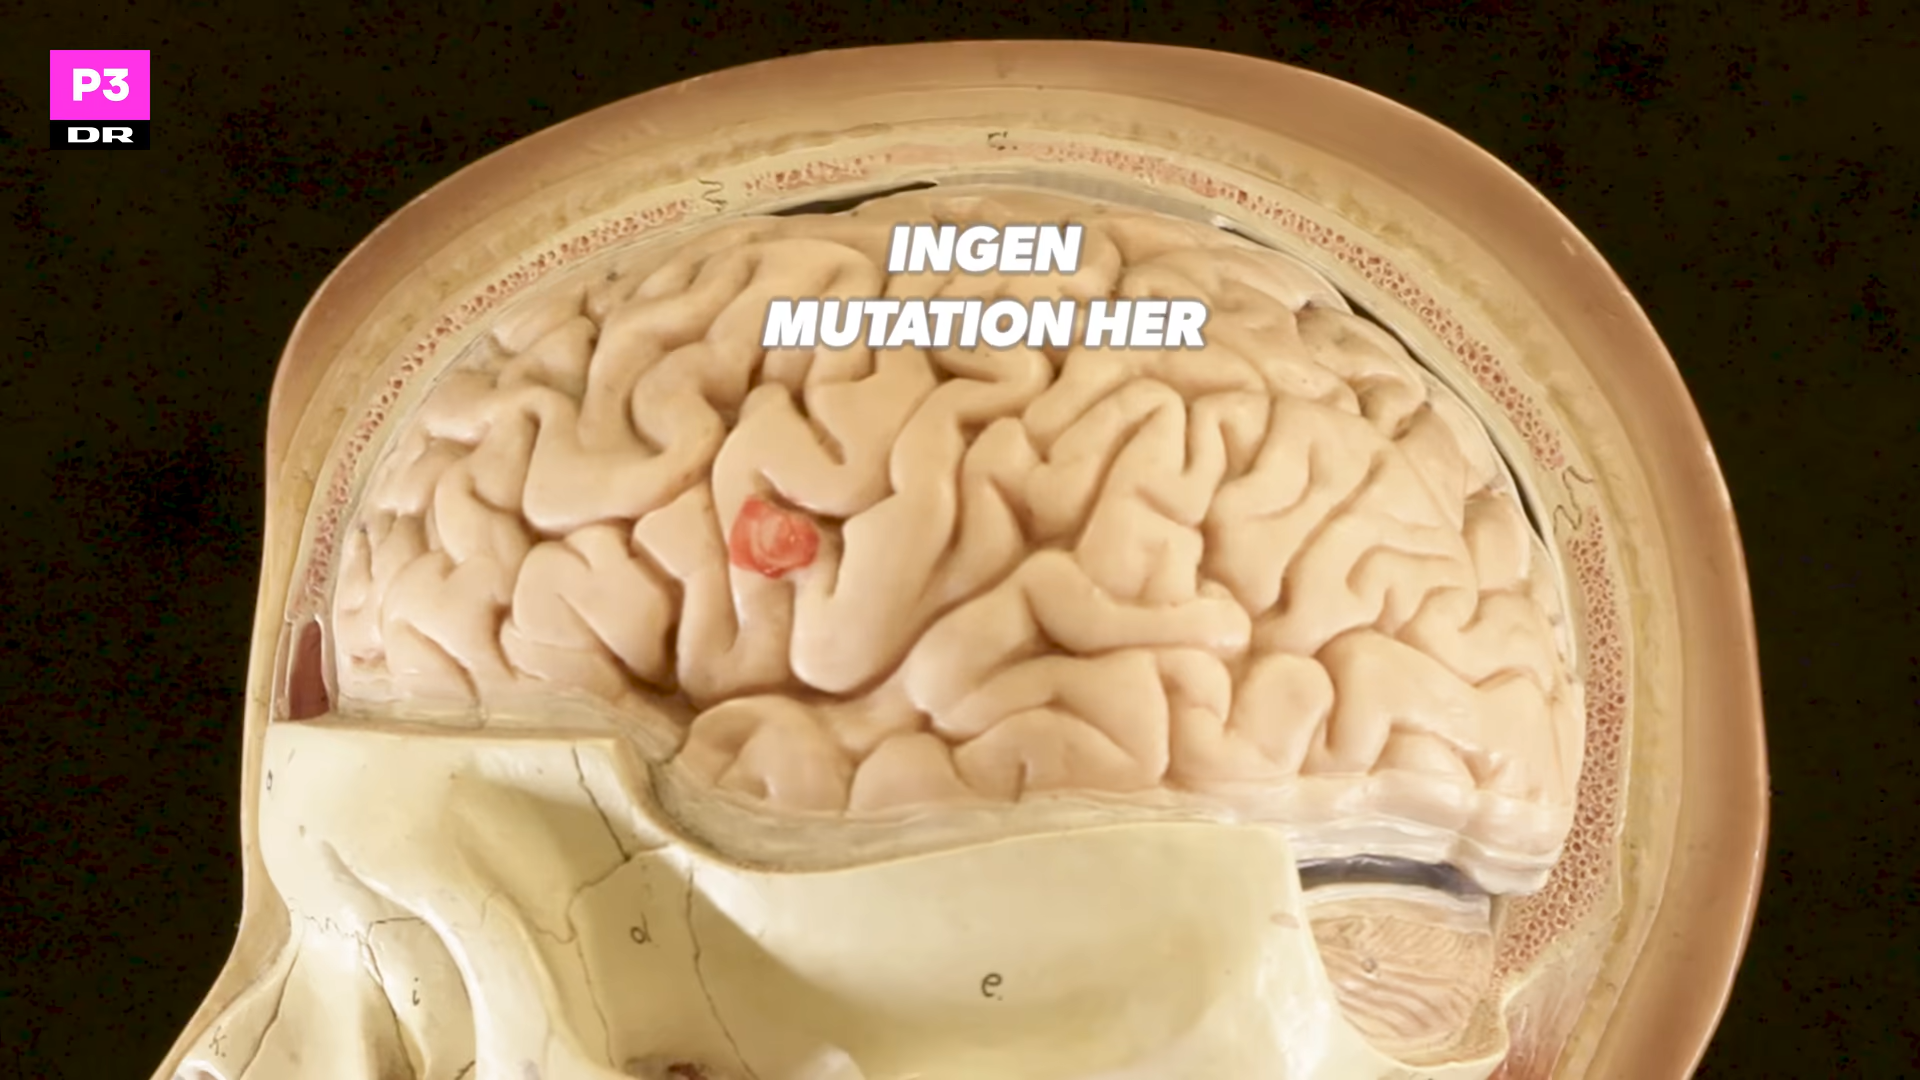 P3
DR
INGEN
MUTATION HER
c.
d
e.
i
k.